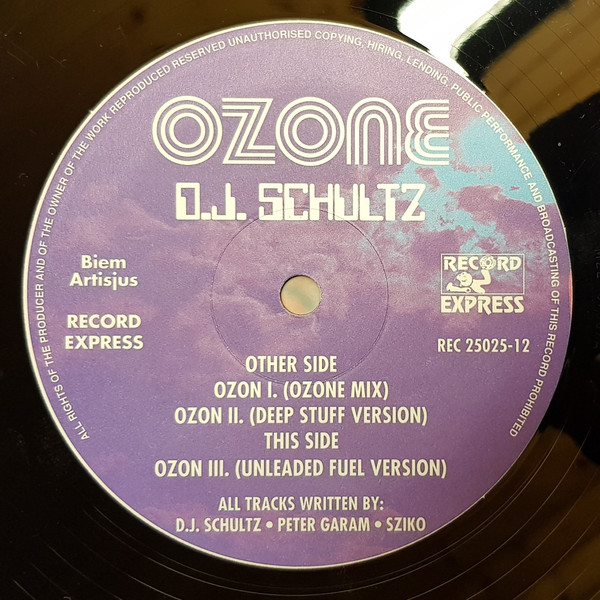 ALL RIGHTS OF THE PRODUCER AND OF THE OWNER OF THE WORK REPRODUCED RESERVED UNAUTHORISED COPYING, HIRING, LENDING, PUBLIC PERFORMANCE AND BROADCASTING OF THIS RECORD PROHIBITED
OZONE
D.J. SCHULTZ
Biem
Artisjus
RECORD
EXPRESS
RECORD
EXPRESS
REC 25025-12
OTHER SIDE
OZON I. (OZONE MIX)
OZON II. (DEEP STUFF VERSION)
THIS SIDE
OZON III. (UNLEADED FUEL VERSION)
ALL TRACKS WRITTEN BY:
D.J. SCHULTZ • PETER GARAM • SZIKO